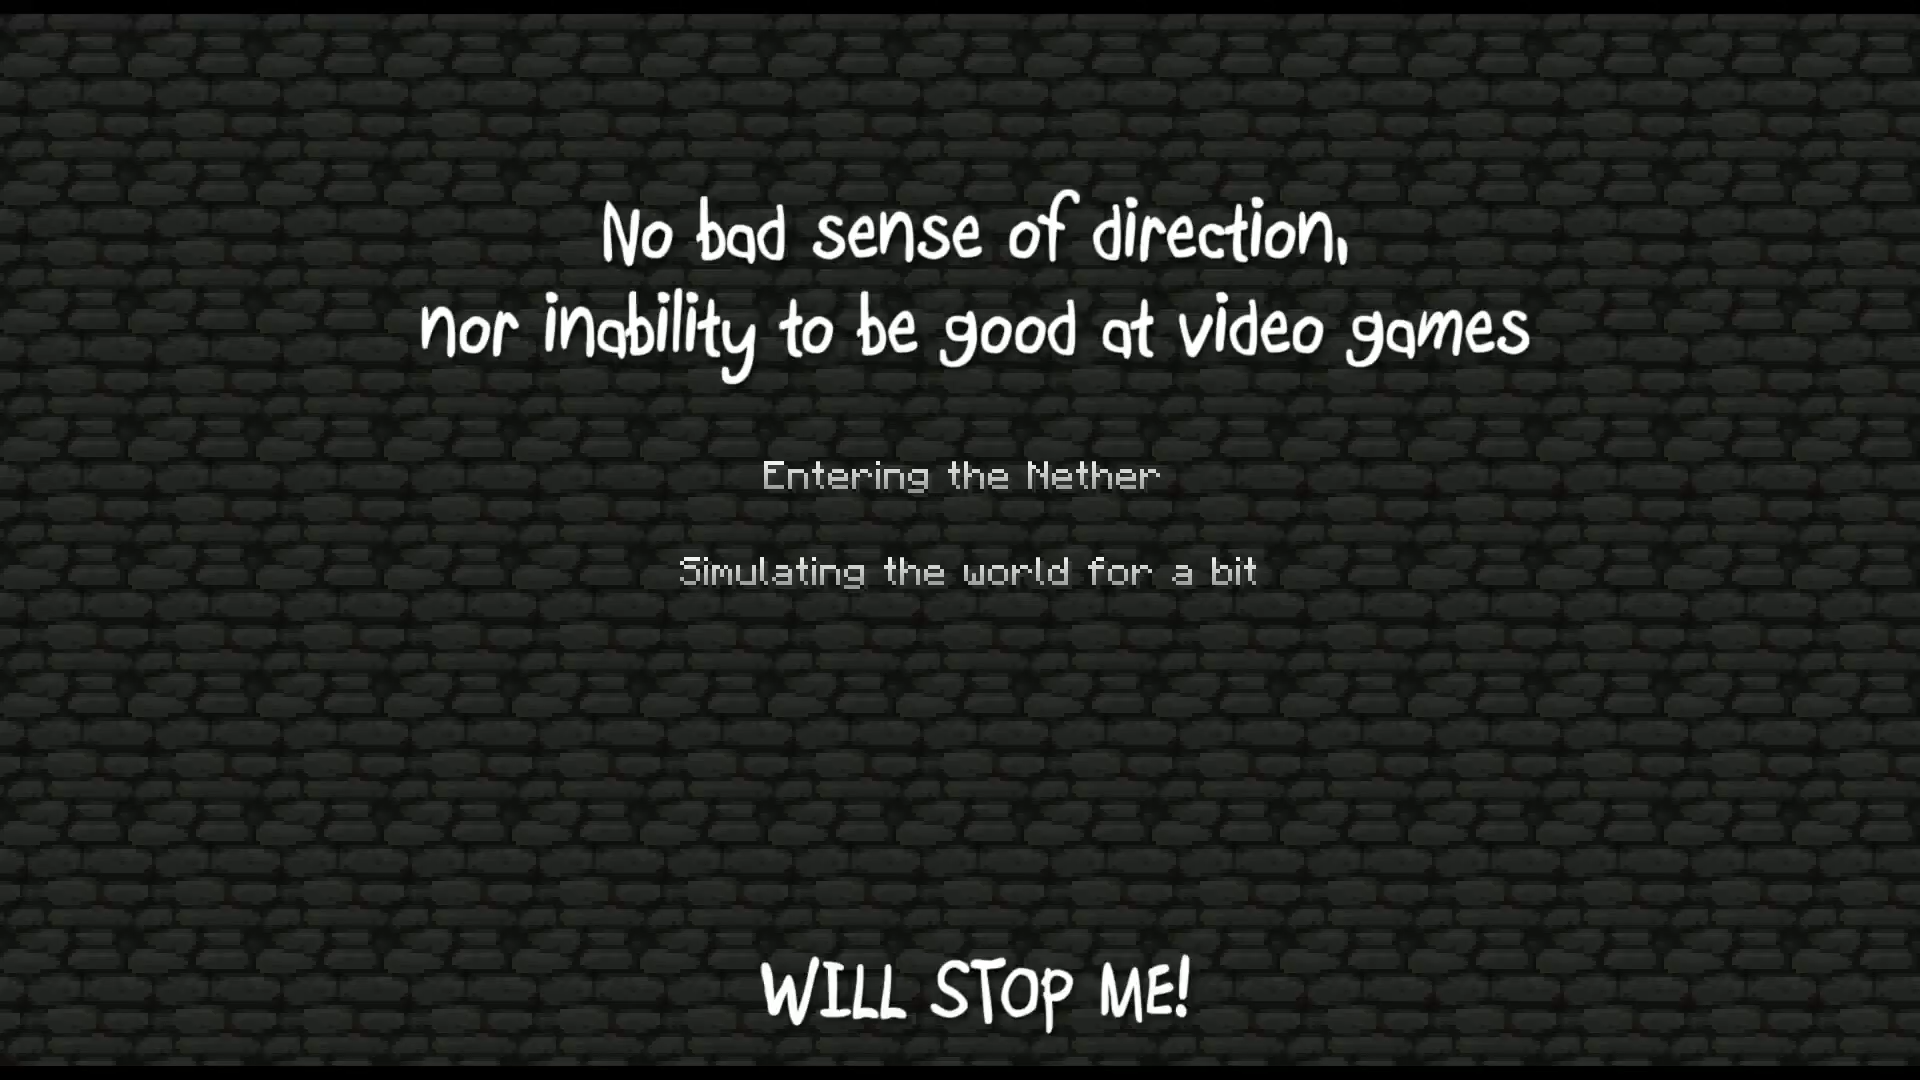 No bad sense of direction,
nor inability to be good at video games
Entering the Nether
Simulating the world for a bit
WILL STOP ME!